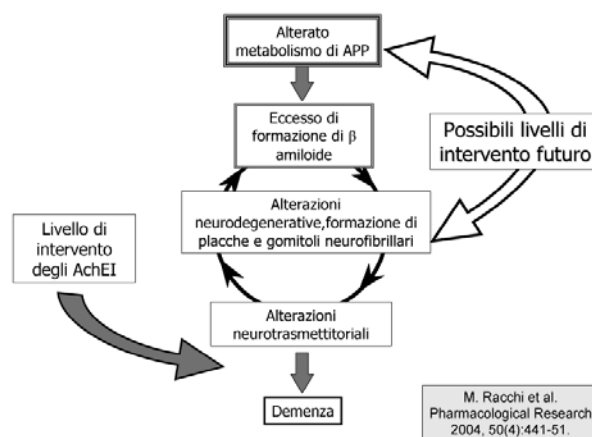 Alterato
metabolismo di APP
Eccesso di
formazione di β
amiloide
Possibili livelli di
intervento futuro
Alterazioni
neurodegenerative,formazione di
placche e gomitoli neurofibrillari
Livello di
intervento
degli AchEI
Alterazioni
neurotrasmettitoriali
Demenza
M. Racchi et al.
Pharmacological Research
2004, 50(4):441-51.